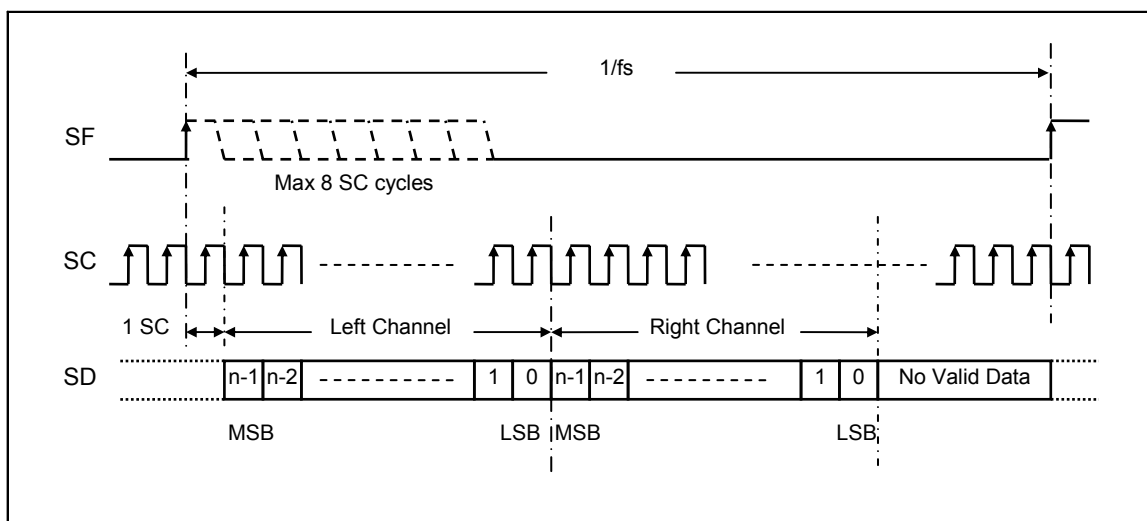 1/fs
SF
Max 8 SC cycles
SC
1 SC
Left Channel
Right Channel
SD
n-1 n-2 1 0 n-1 n-2 1 0 No Valid Data
MSB LSB MSB LSB